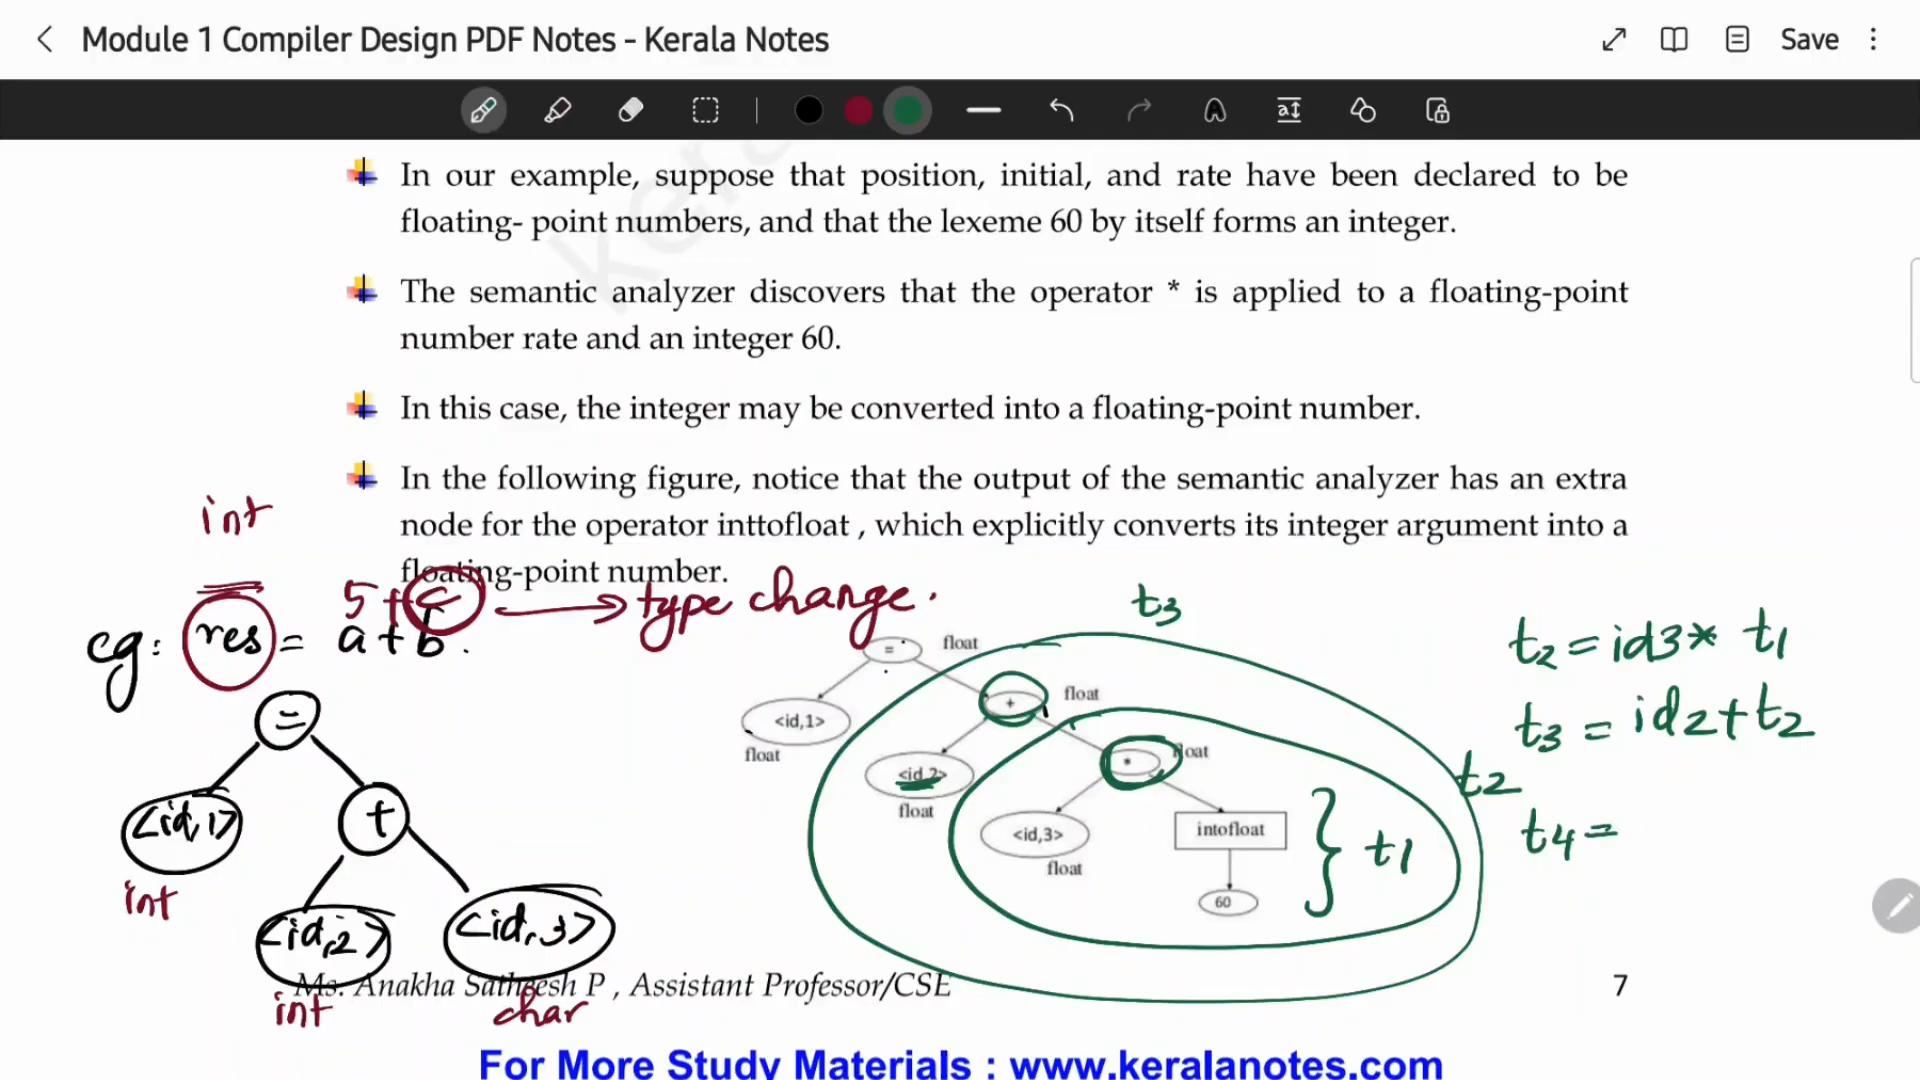 Module 1 Compiler Design PDF Notes - Kerala Notes
Save
In our example, suppose that position, initial, and rate have been declared to be
floating- point numbers, and that the lexeme 60 by itself forms an integer.
The semantic analyzer discovers that the operator * is applied to a floating-point
number rate and an integer 60.
In this case, the integer may be converted into a floating-point number.
In the following figure, notice that the output of the semantic analyzer has an extra
node for the operator inttofloat , which explicitly converts its integer argument into a
floating-point number.
int
5 + c → type change.
eg: res = a + b.
=
<id,1>
+
int
<id,2>
<id,3>
int
char
t3
= float
+ float
<id,1>
float
* float
<id,2>
float
<id,3>
float
intofloat
60
t1
t2
t2 = id3 * t1
t3 = id2 + t2
t4 =
Ms. Anakha Satheesh P , Assistant Professor/CSE
7
For More Study Materials : www.keralanotes.com